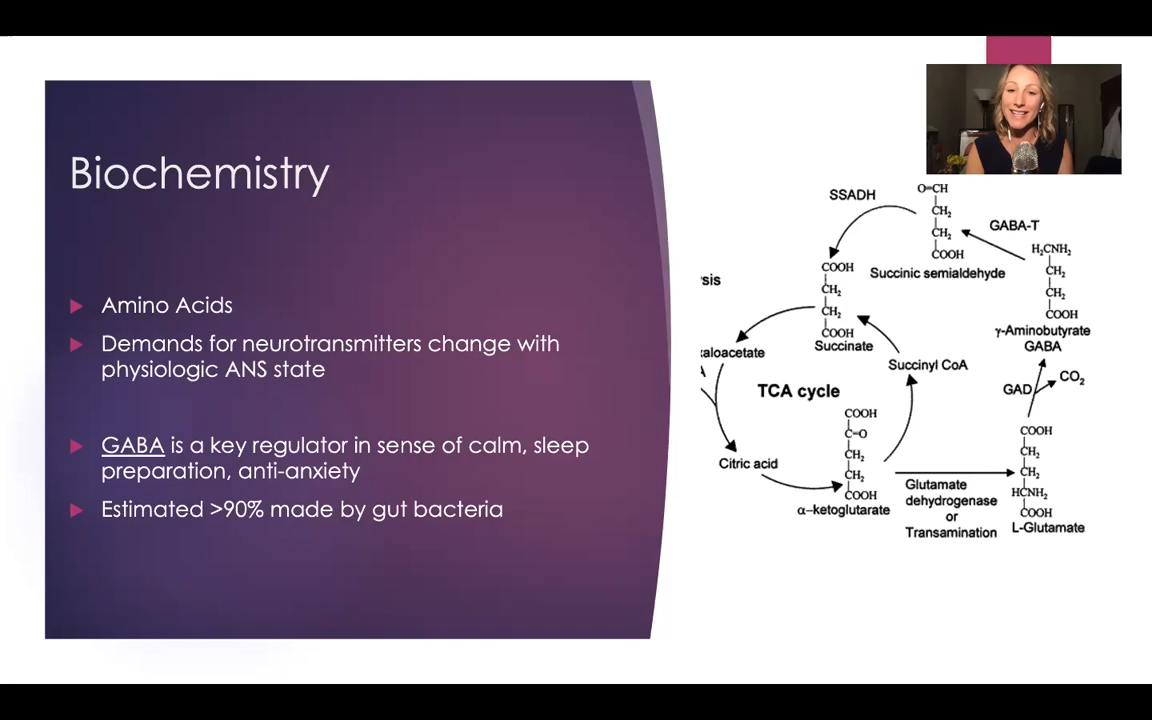 Biochemistry
Amino Acids
Demands for neurotransmitters change with
physiologic ANS state
GABA is a key regulator in sense of calm, sleep
preparation, anti-anxiety
Estimated >90% made by gut bacteria
SSADH
O=CH
CH2
CH2
COOH
Succinic semialdehyde
GABA-T
H2CNH2
CH2
CH2
COOH
γ-Aminobutyrate
GABA
sis
COOH
CH2
CH2
COOH
Succinate
xaloacetate
Succinyl CoA
GAD
CO2
TCA cycle
COOH
C=O
CH2
CH2
COOH
α-ketoglutarate
Citric acid
Glutamate
dehydrogenase
or
Transamination
COOH
CH2
CH2
HCNH2
COOH
L-Glutamate